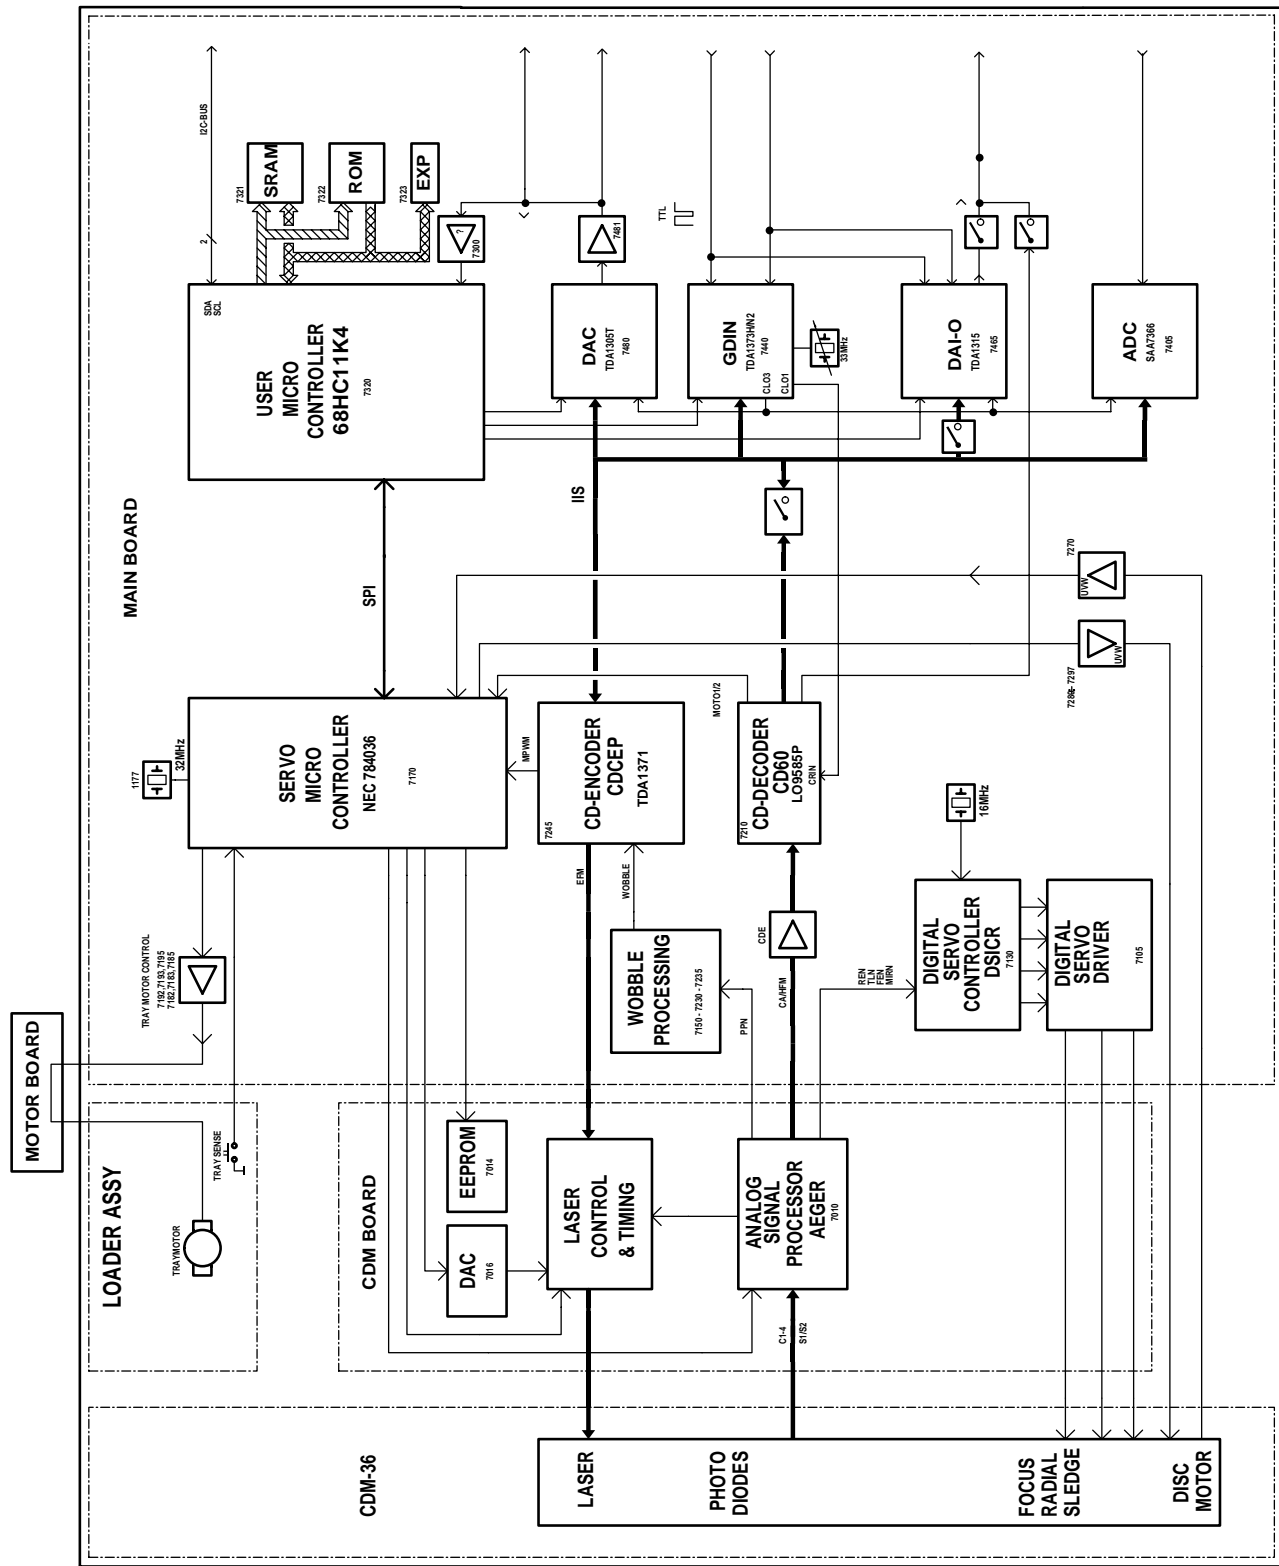 MOTOR BOARD
LOADER ASSY
TRAYMOTOR
TRAY SENSE
CDM-36
LASER
PHOTO
DIODES
FOCUS
RADIAL
SLEDGE
DISC
MOTOR
CDM BOARD
EEPROM
7014
DAC
7016
LASER
CONTROL
& TIMING
ANALOG
SIGNAL
PROCESSOR
AEGER
7010
C1-4
S1/S2
MAIN BOARD
TRAY MOTOR CONTROL
7192,7193,7195
7182,7183,7185
1177
32MHz
SERVO
MICRO
CONTROLLER
NEC 784036
7170
MPWM
7245
CD-ENCODER
CDCEP
TDA1371
EFM
WOBBLE
WOBBLE
PROCESSING
7150 - 7230 - 7235
PPN
CA/HFM
CDE
MOTO1/2
7210
CD-DECODER
CD60
LO9585P
CRIN
REN
TLN
FEN
MIRN
16MHz
DIGITAL
SERVO
CONTROLLER
DSICR
7130
DIGITAL
SERVO
DRIVER
7105
UVW
UVW
7270
SPI
IIS
USER
MICRO
CONTROLLER
68HC11K4
7320
SDA
SCL
2
I2C-BUS
7321
SRAM
7322
ROM
7323
EXP
?
7300
7481
DAC
TDA1305T
7480
TTL
GDIN
TDA1373H/N2
7440
CLO3
CLO1
33MHz
DAI-O
TDA1315
7465
ADC
SAA7366
7405